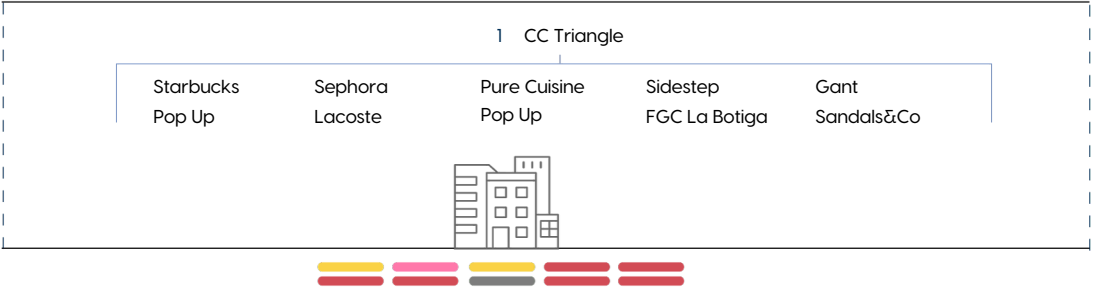 1 CC Triangle
Starbucks Sephora Pure Cuisine Sidestep Gant
Pop Up Lacoste Pop Up FGC La Botiga Sandals&Co